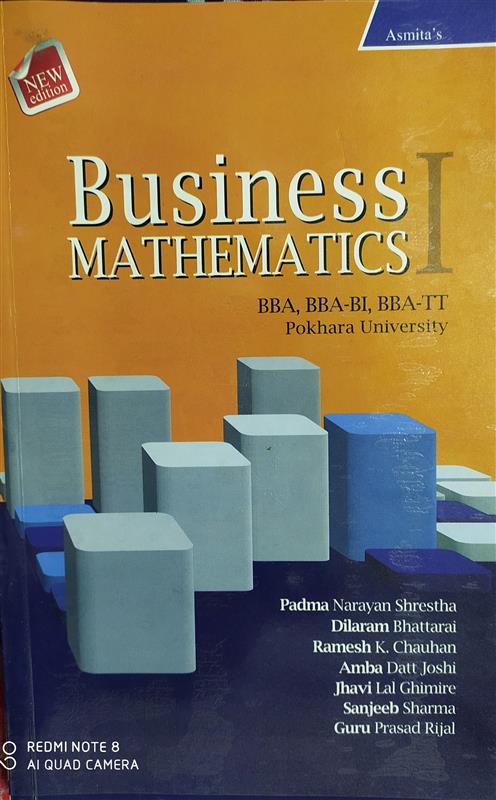 Asmita's
NEW
edition
Business
MATHEMATICS I
BBA, BBA-BI, BBA-TT
Pokhara University
Padma Narayan Shrestha
Dilaram Bhattarai
Ramesh K. Chauhan
Amba Datt Joshi
Jhavi Lal Ghimire
Sanjeeb Sharma
Guru Prasad Rijal
REDMI NOTE 8
AI QUAD CAMERA